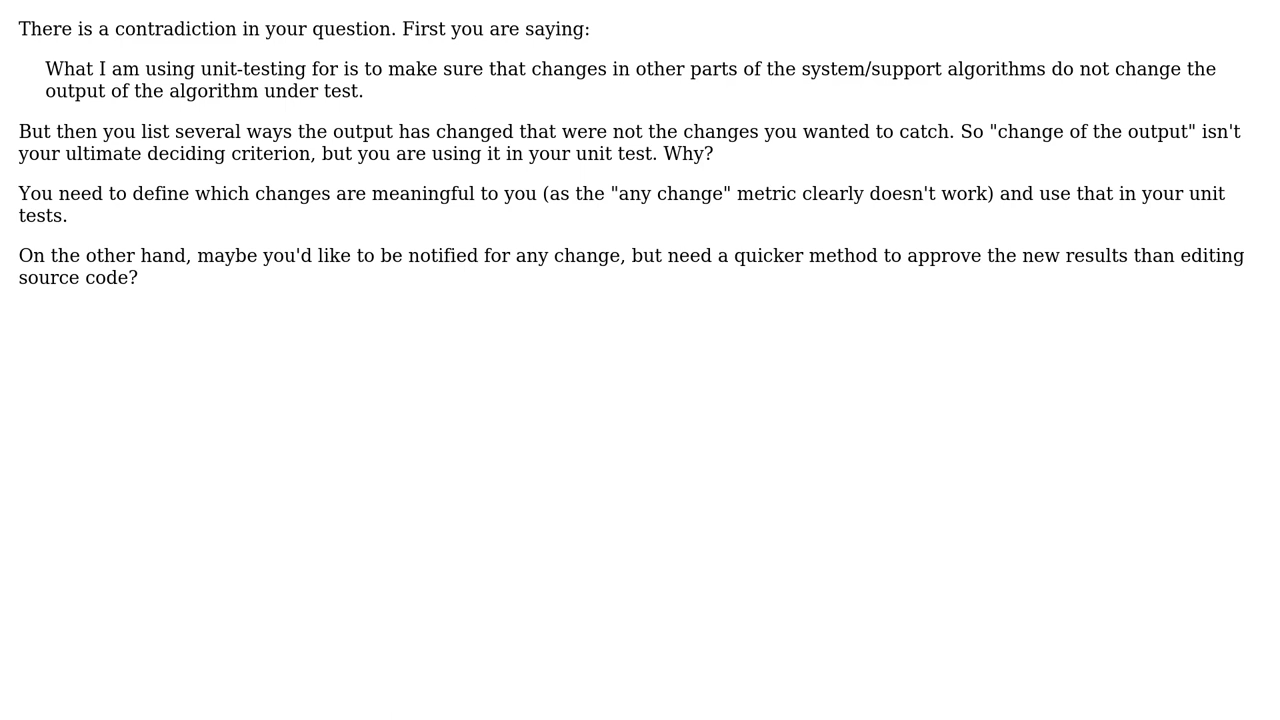 There is a contradiction in your question. First you are saying:
What I am using unit-testing for is to make sure that changes in other parts of the system/support algorithms do not change the
output of the algorithm under test.
But then you list several ways the output has changed that were not the changes you wanted to catch. So "change of the output" isn't
your ultimate deciding criterion, but you are using it in your unit test. Why?
You need to define which changes are meaningful to you (as the "any change" metric clearly doesn't work) and use that in your unit
tests.
On the other hand, maybe you'd like to be notified for any change, but need a quicker method to approve the new results than editing
source code?